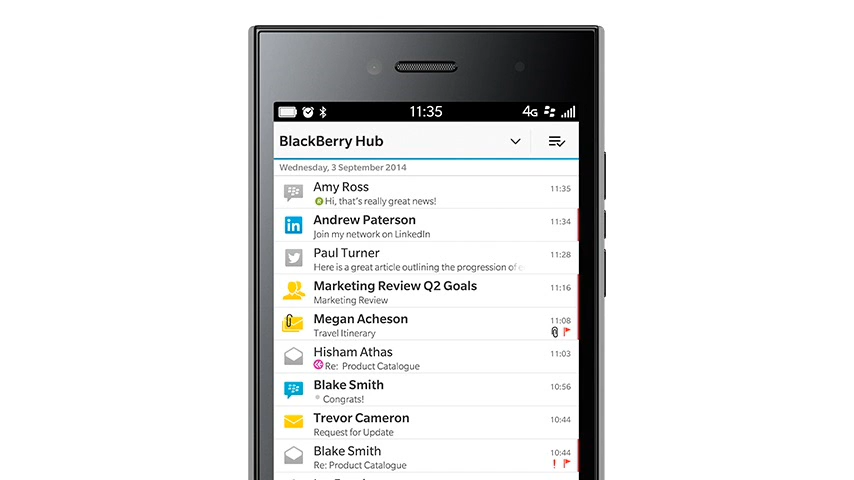 11:35
4G
BlackBerry Hub
Wednesday, 3 September 2014
Amy Ross 11:35
Hi, that's really great news!
Andrew Paterson 11:34
Join my network on LinkedIn
Paul Turner 11:28
Here is a great article outlining the progression of
Marketing Review Q2 Goals 11:16
Marketing Review
Megan Acheson 11:08
Travel Itinerary
Hisham Athas 11:03
Re: Product Catalogue
Blake Smith 10:56
Congrats!
Trevor Cameron 10:44
Request for Update
Blake Smith 10:44
Re: Product Catalogue